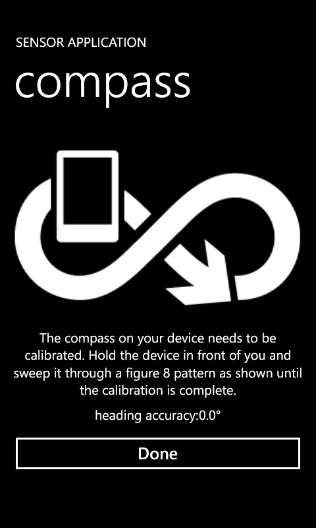 SENSOR APPLICATION
compass
The compass on your device needs to be
calibrated. Hold the device in front of you and
sweep it through a figure 8 pattern as shown until
the calibration is complete.
heading accuracy:0.0°
Done